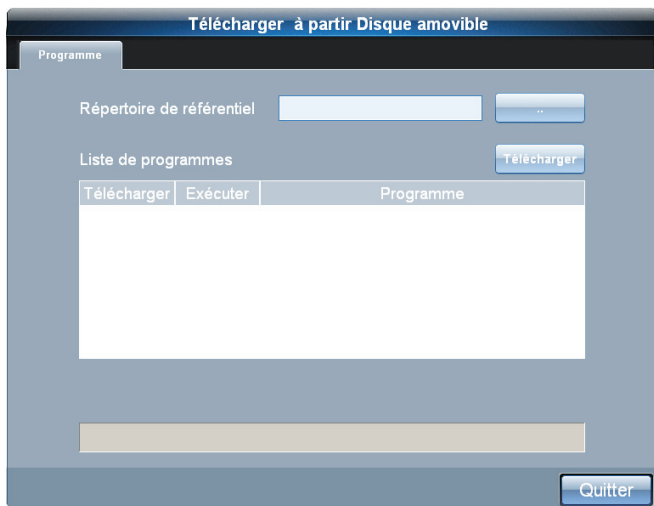 Télécharger à partir Disque amovible
Programme
Répertoire de référentiel ..
Liste de programmes Télécharger
Télécharger Exécuter Programme
Quitter